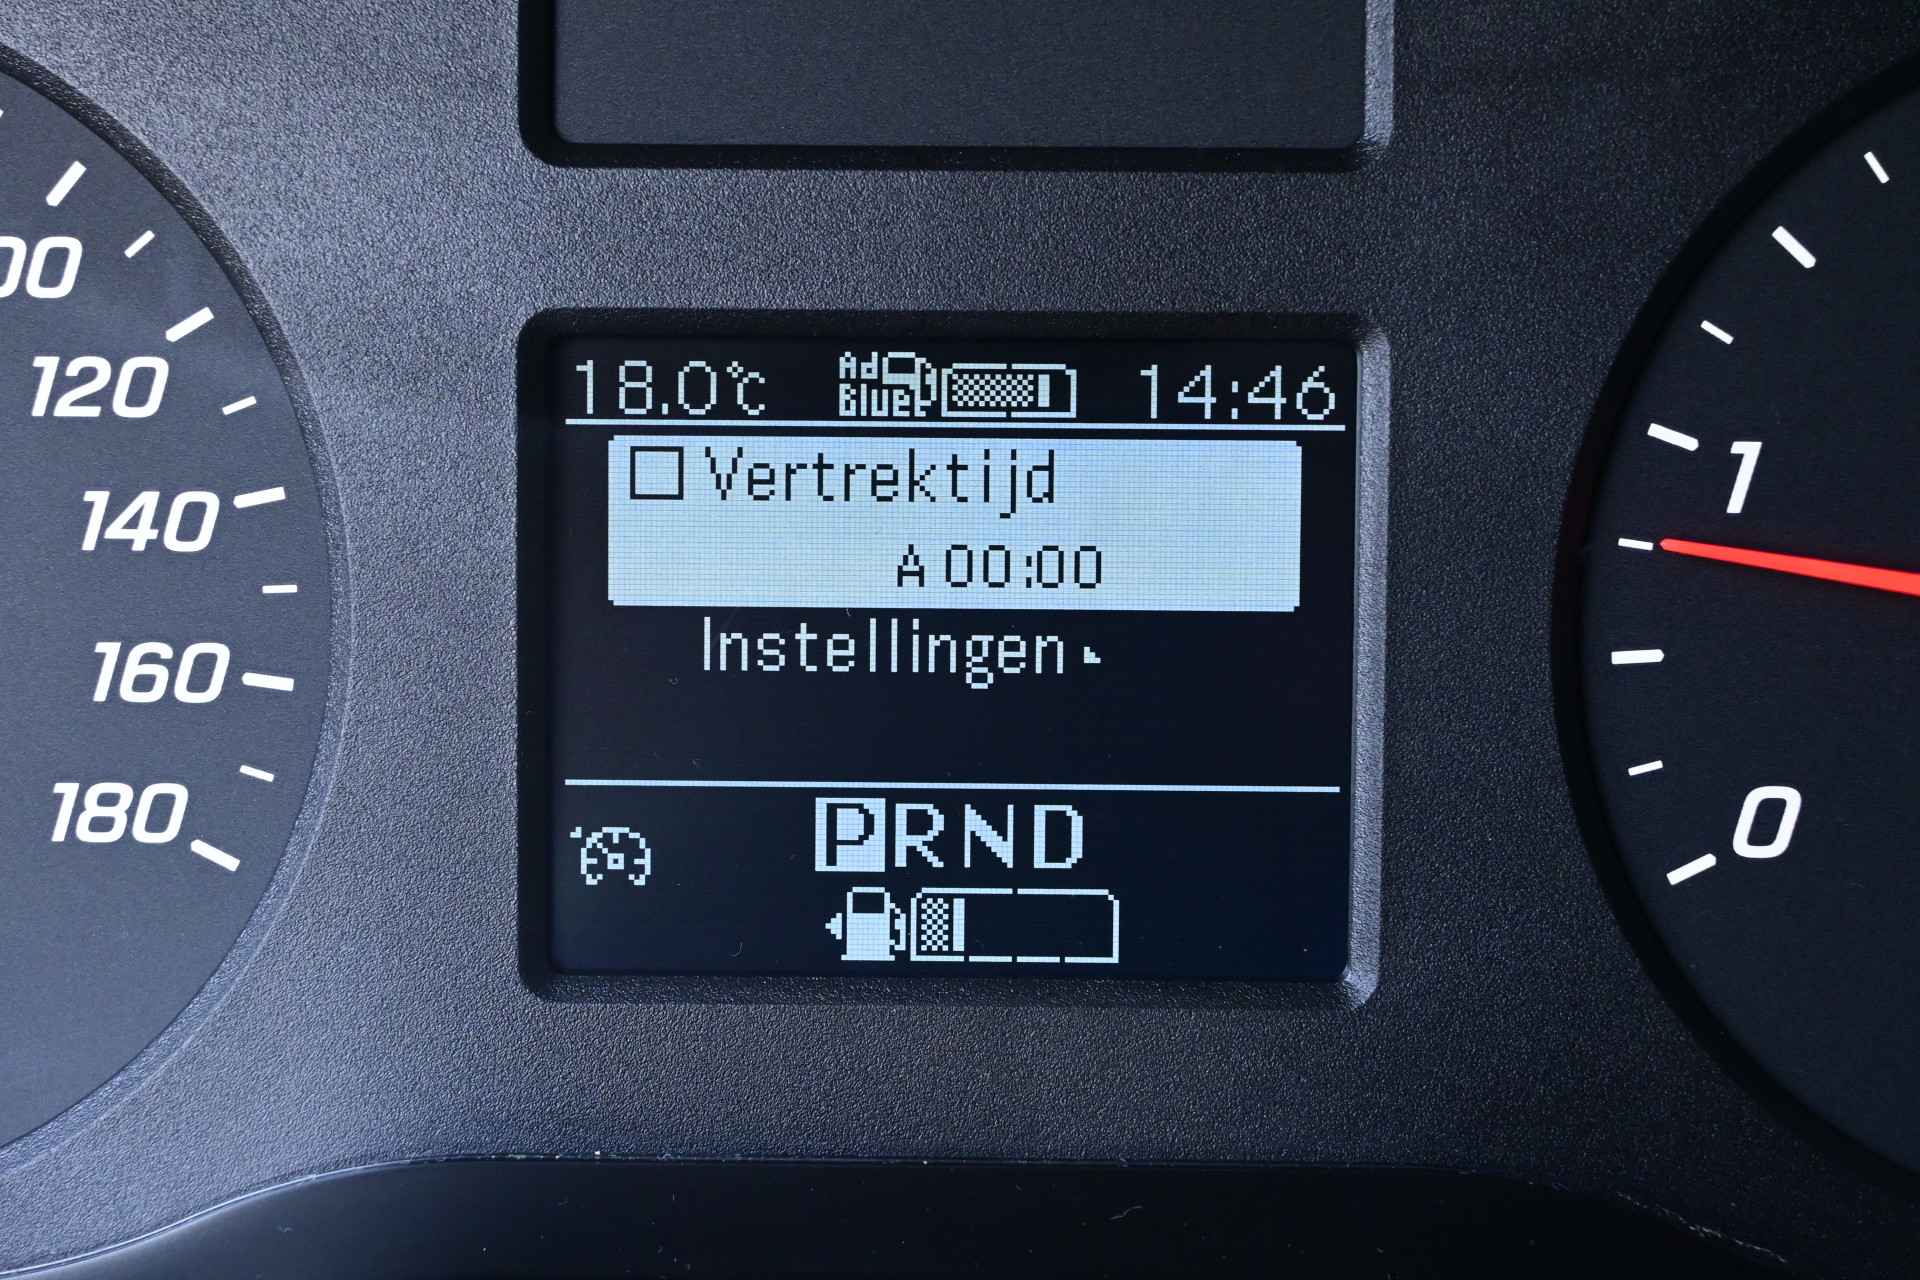 18.0°C Ad Blue 14:46
Vertrektijd
A 00:00
Instellingen
PRND
00
120
140
160
180
1
0